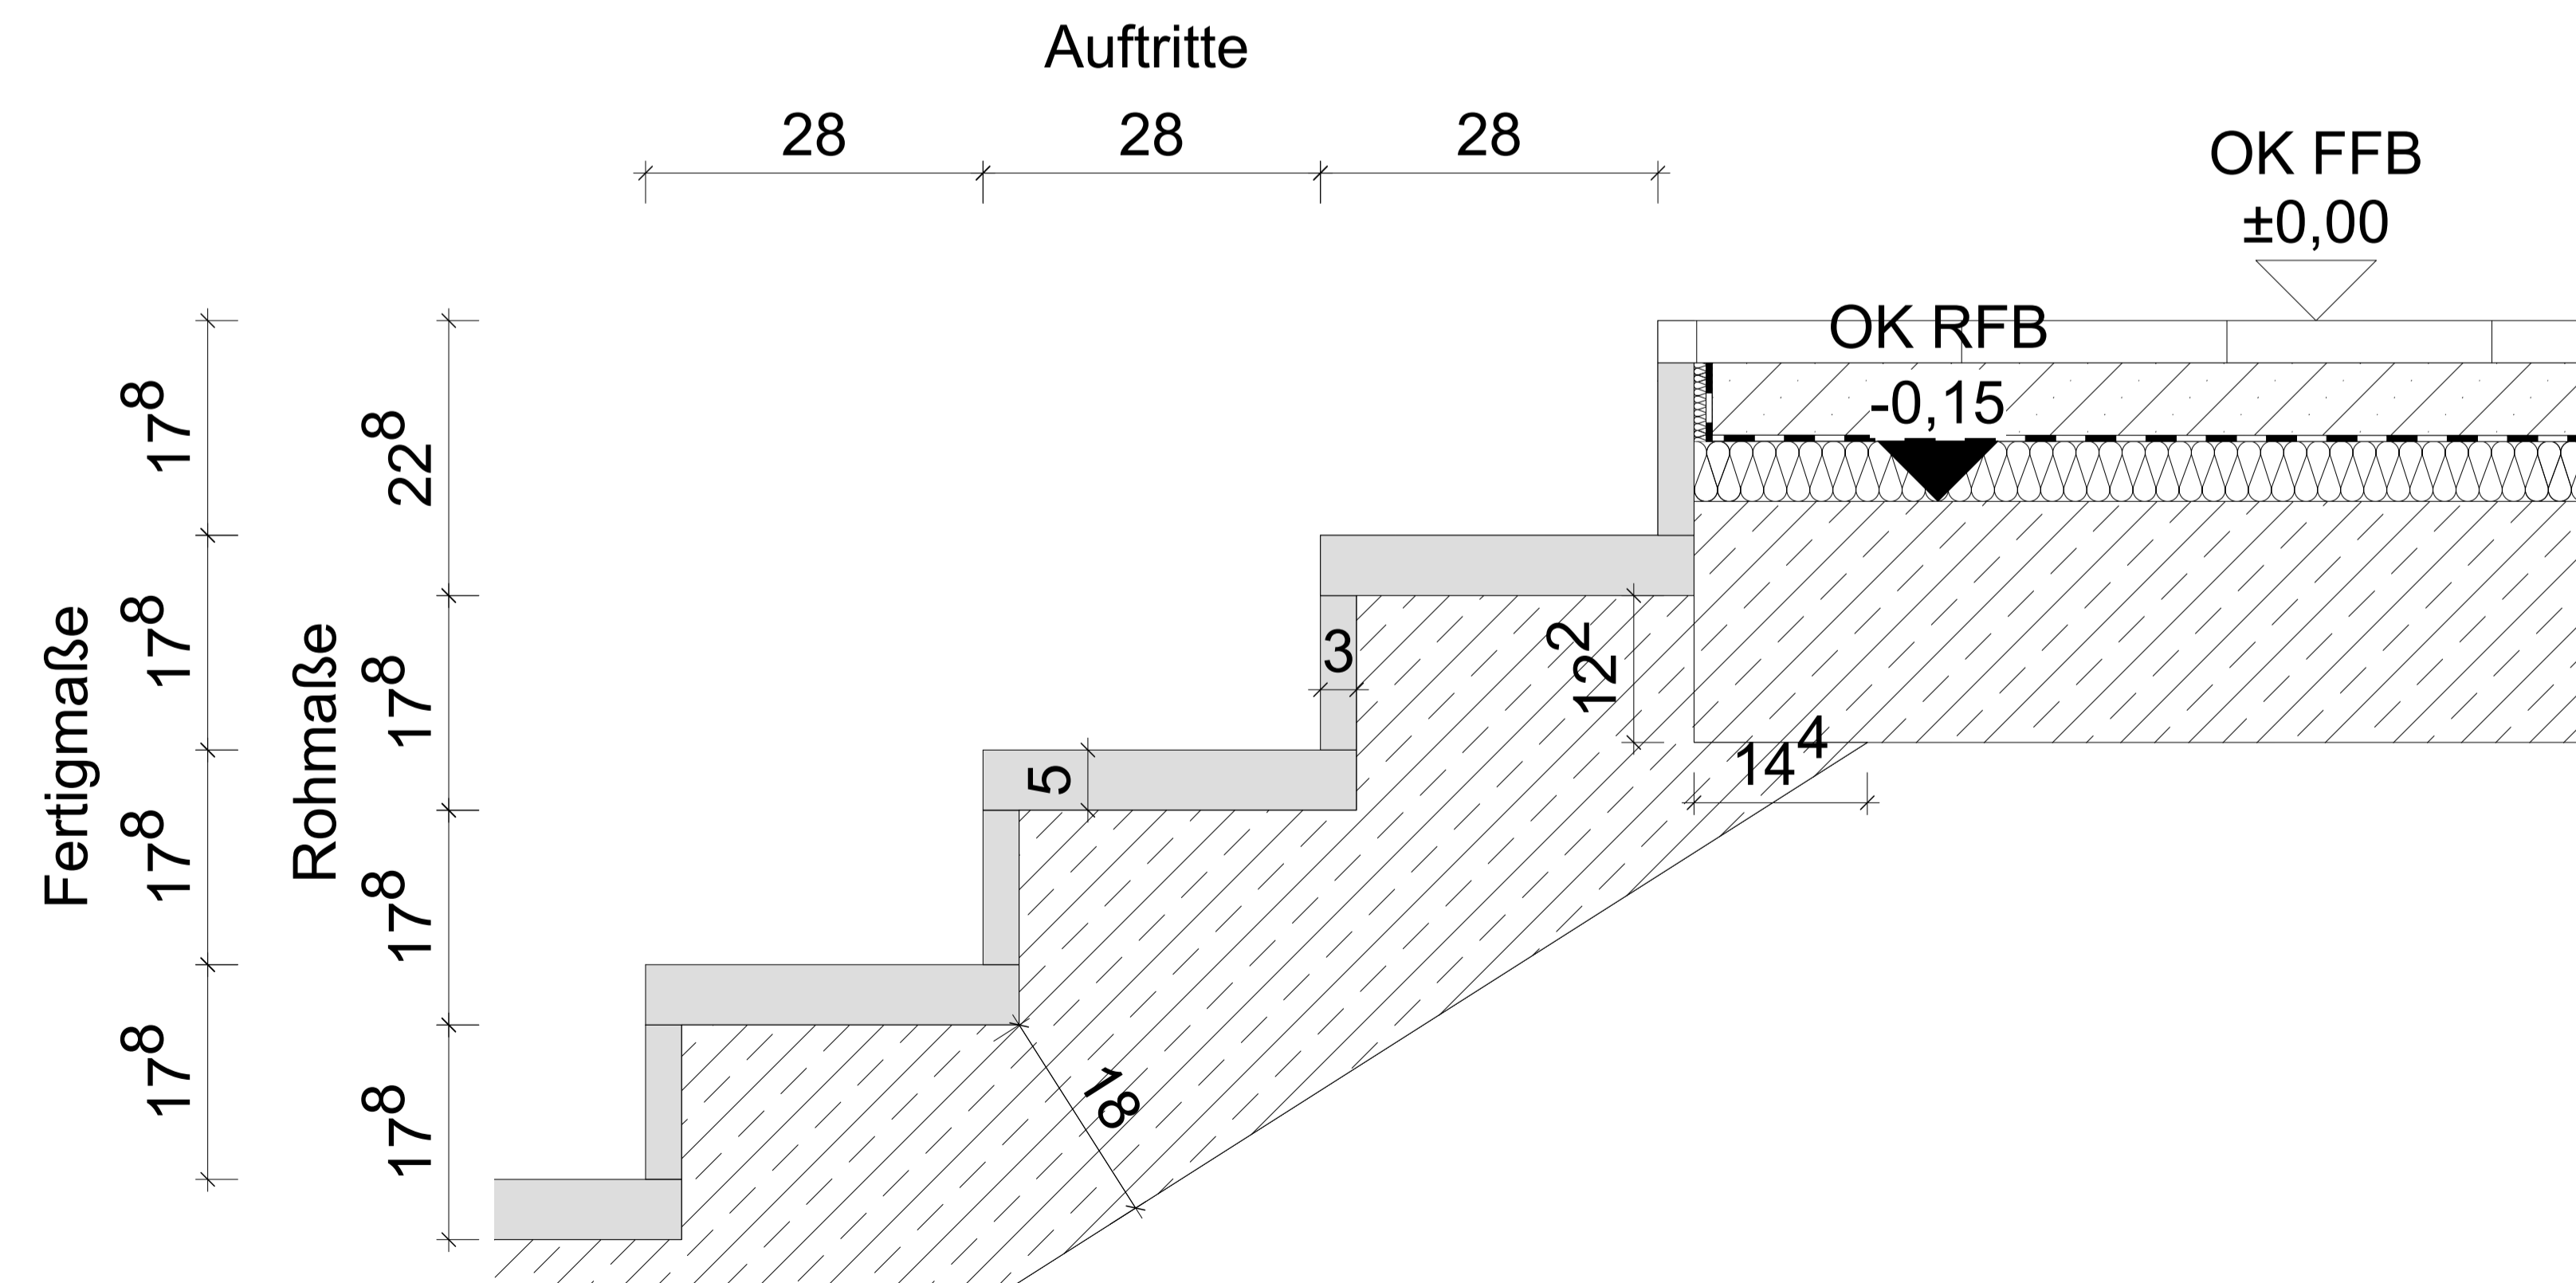 Auftritte
28 28 28
OK FFB
±0,00
OK RFB
-0,15
Fertigmaße
17⁸
17⁸
17⁸
17⁸
Rohmaße
22⁸
17⁸
17⁸
17⁸
3
12²
14⁴
5
18